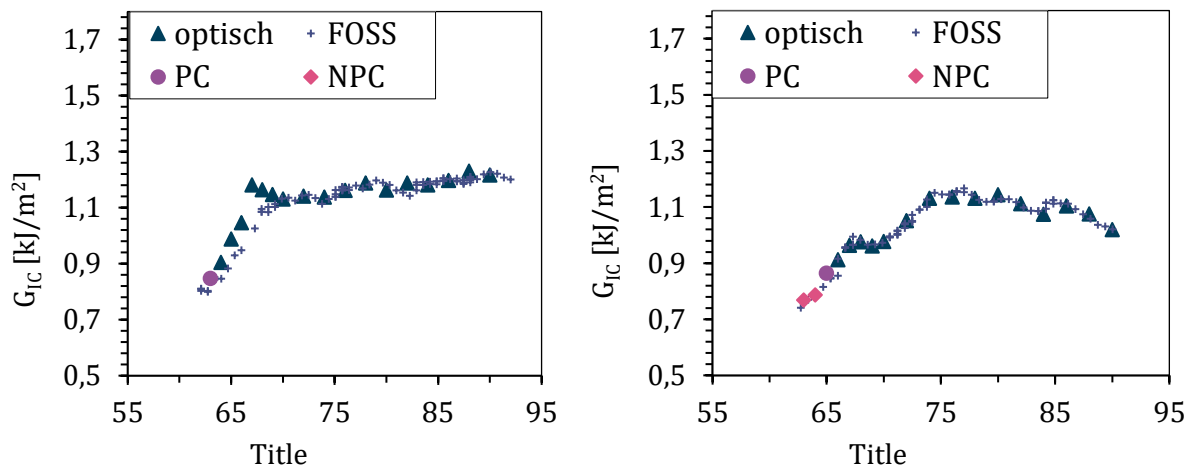 1,7
1,5
1,3
1,1
0,9
0,7
0,5
G_IC [kJ/m²]
optisch FOSS
PC NPC
55 65 75 85 95
Title
1,7
1,5
1,3
1,1
0,9
0,7
0,5
G_IC [kJ/m²]
optisch FOSS
PC NPC
55 65 75 85 95
Title